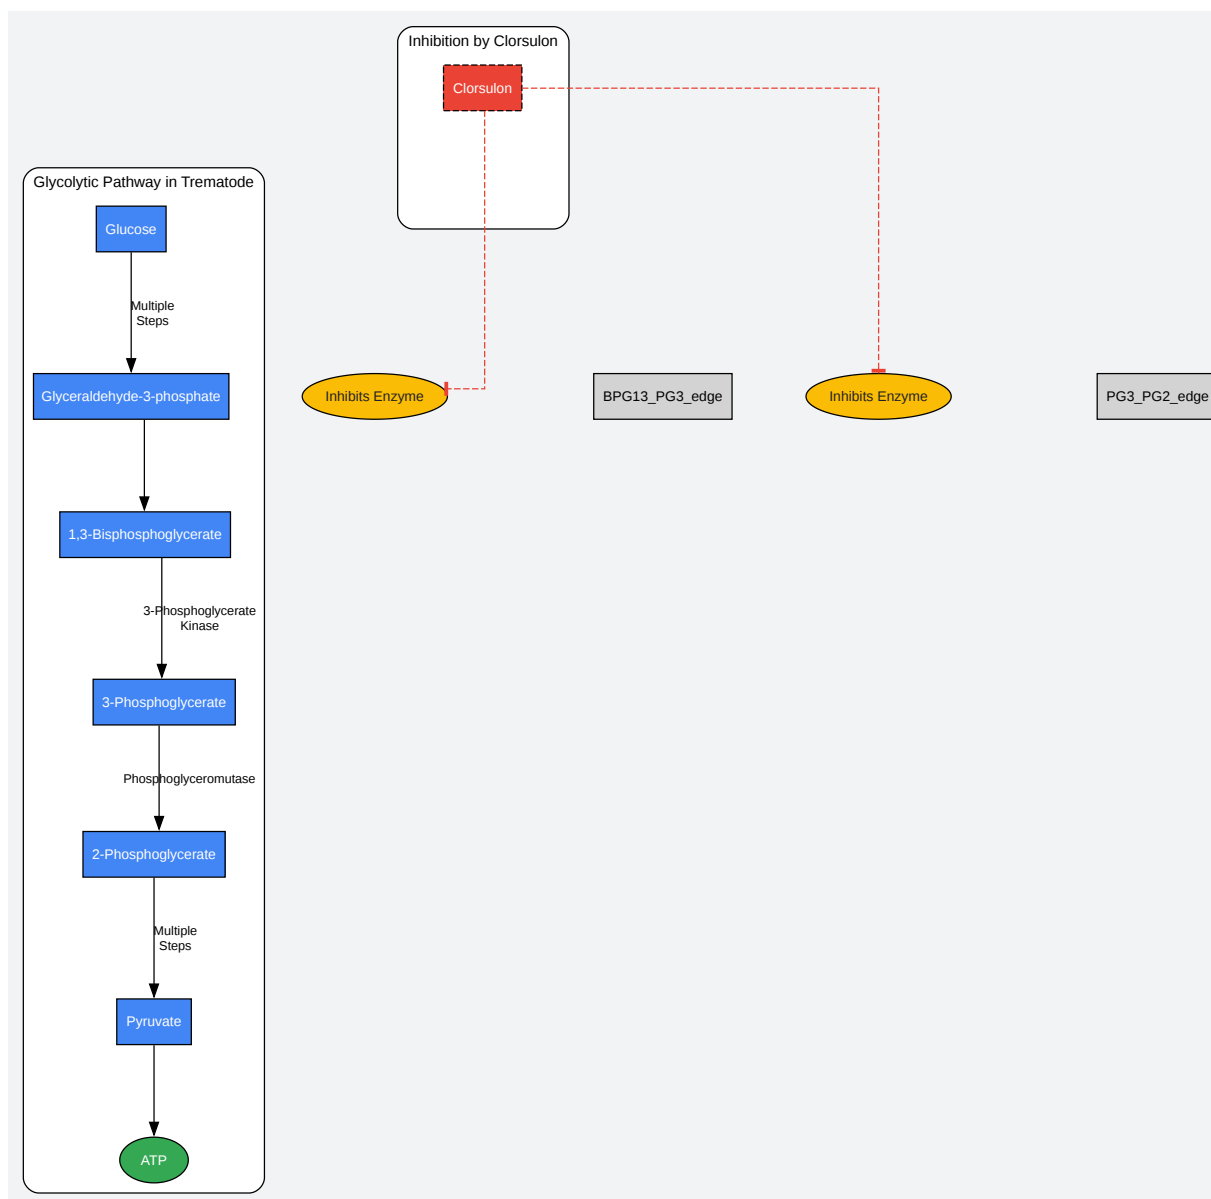 Inhibition by Clorsulon
Clorsulon
Glycolytic Pathway in Trematode
Glucose
Multiple
Steps
Glyceraldehyde-3-phosphate
Inhibits Enzyme
BPG13_PG3_edge
Inhibits Enzyme
PG3_PG2_edge
1,3-Bisphosphoglycerate
3-Phosphoglycerate
Kinase
3-Phosphoglycerate
Phosphoglyceromutase
2-Phosphoglycerate
Multiple
Steps
Pyruvate
ATP